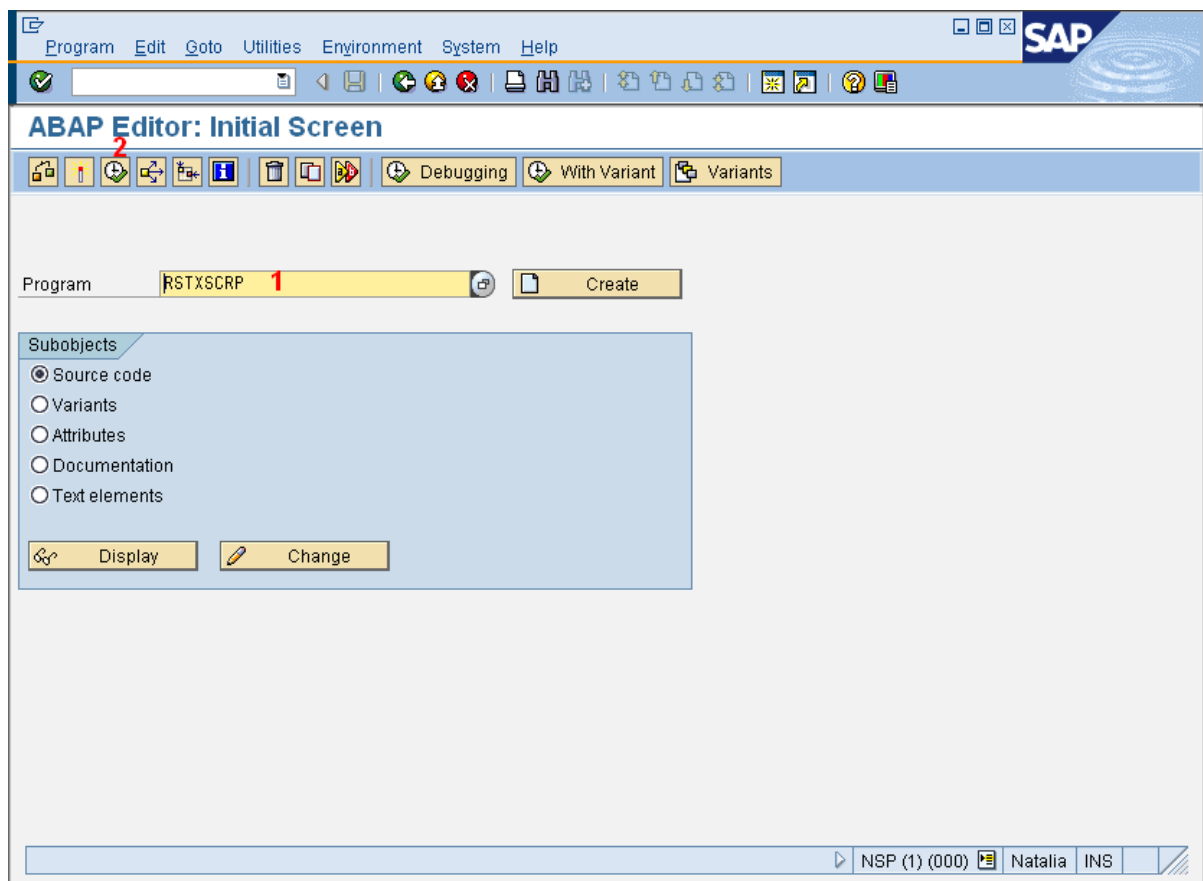 Program Edit Goto Utilities Environment System Help
SAP
ABAP Editor: Initial Screen
2
Debugging With Variant Variants
Program RSTXSCRP 1 Create
Subobjects
Source code
Variants
Attributes
Documentation
Text elements
Display Change
NSP (1) (000) Natalia INS